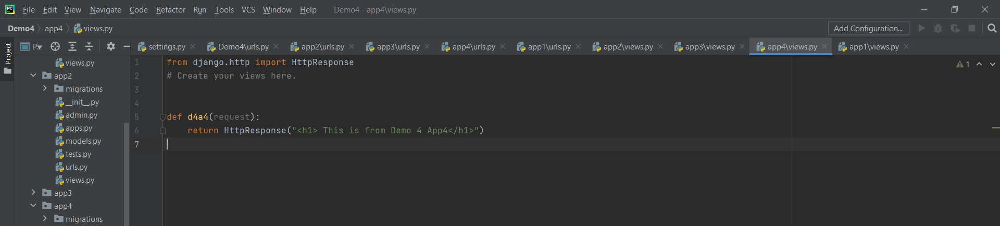 PC File Edit View Navigate Code Refactor Run Tools VCS Window Help Demo4 - app4\views.py
Demo4 app4 views.py Add Configuration...
Project
P... settings.py Demo4\urls.py app2\urls.py app3\urls.py app4\urls.py app1\urls.py app2\views.py app3\views.py app4\views.py app1\views.py
views.py
app2
migrations
__init__.py
admin.py
apps.py
models.py
tests.py
urls.py
views.py
app3
app4
migrations
1 from django.http import HttpResponse
2 # Create your views here.
3
4
5 def d4a4(request):
6     return HttpResponse("<h1> This is from Demo 4 App4</h1>")
7
1